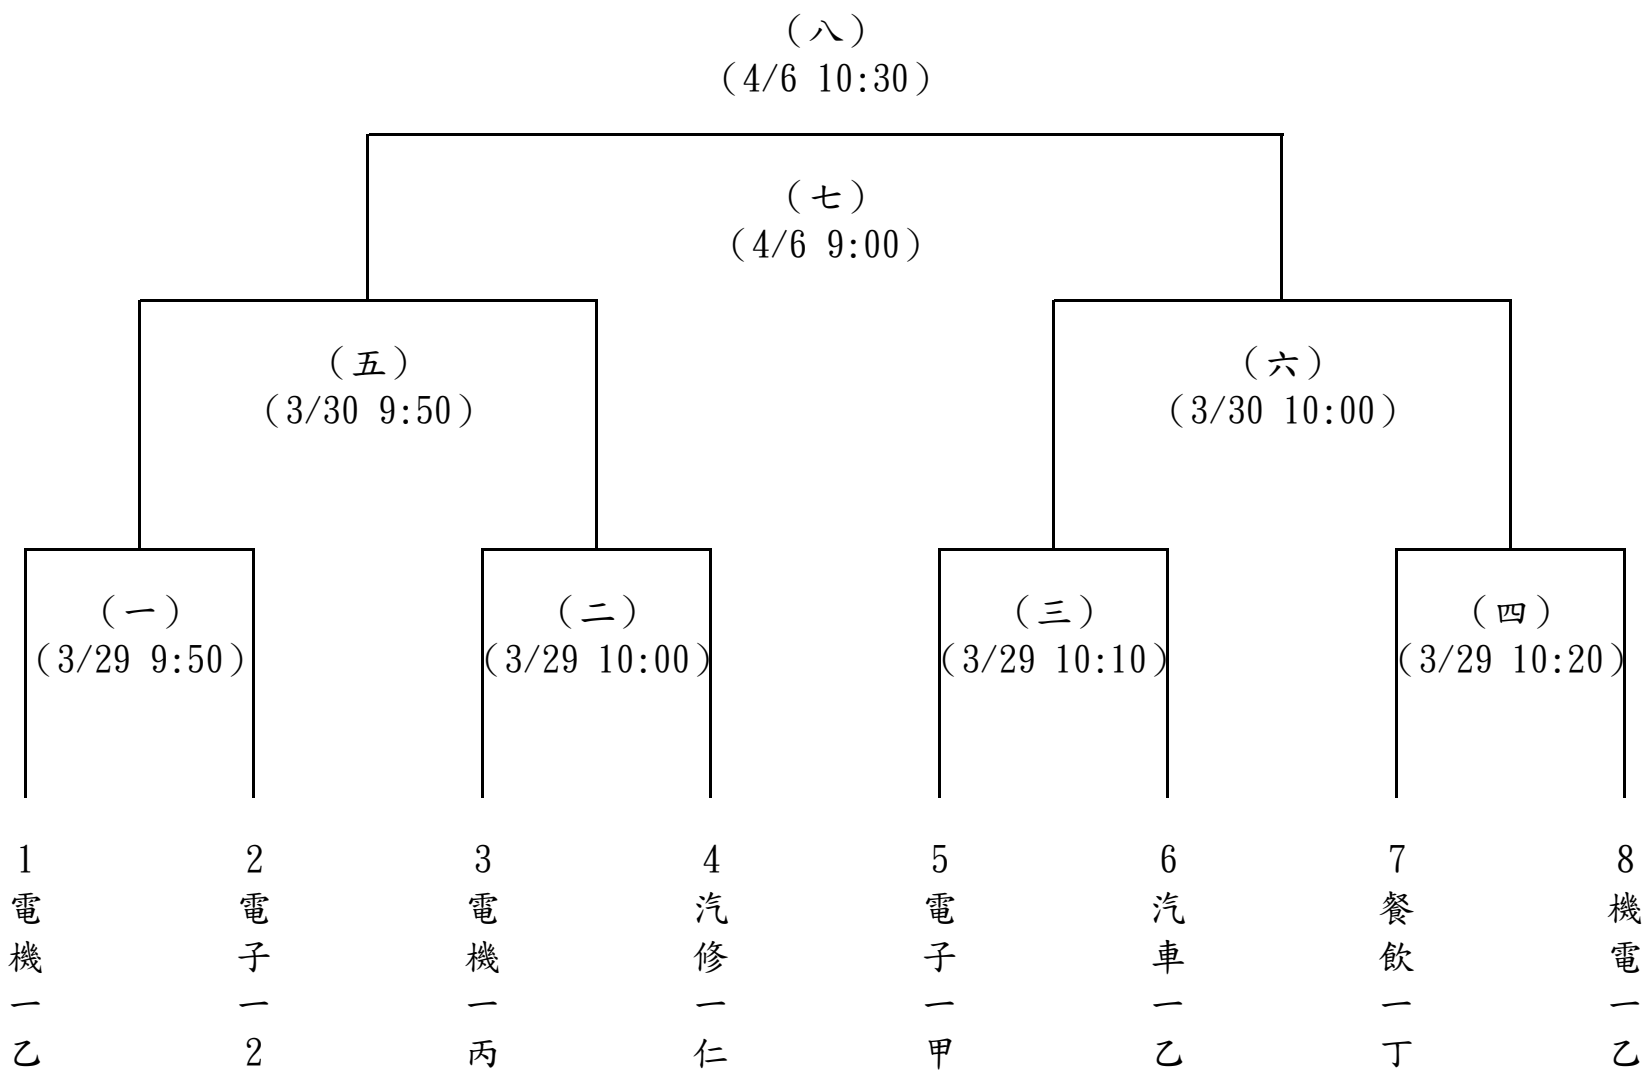 （八）
（4/6 10:30）
（七）
（4/6 9:00）
（五）
（3/30 9:50）
（六）
（3/30 10:00）
（一）
（3/29 9:50）
（二）
（3/29 10:00）
（三）
（3/29 10:10）
（四）
（3/29 10:20）
1電機一乙
2電子一2
3電機一丙
4汽修一仁
5電子一甲
6汽車一乙
7餐飲一丁
8機電一乙